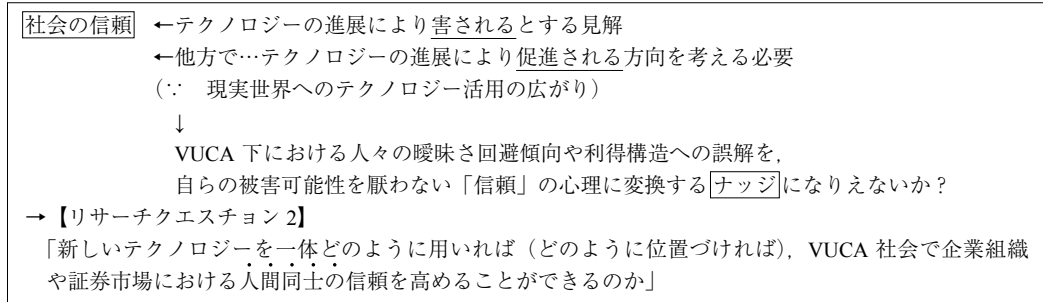 社会の信頼 ←テクノロジーの進展により害されるとする見解
←他方で…テクノロジーの進展により促進される方向を考える必要
(∵ 現実世界へのテクノロジー活用の広がり)
↓
VUCA 下における人々の曖昧さ回避傾向や利得構造への誤解を,
自らの被害可能性を厭わない「信頼」の心理に変換するナッジになりえないか?
→【リサーチクエスチョン 2】
「新しいテクノロジーを一体どのように用いれば(どのように位置づければ),VUCA 社会で企業組織
や証券市場における人間同士の信頼を高めることができるのか」